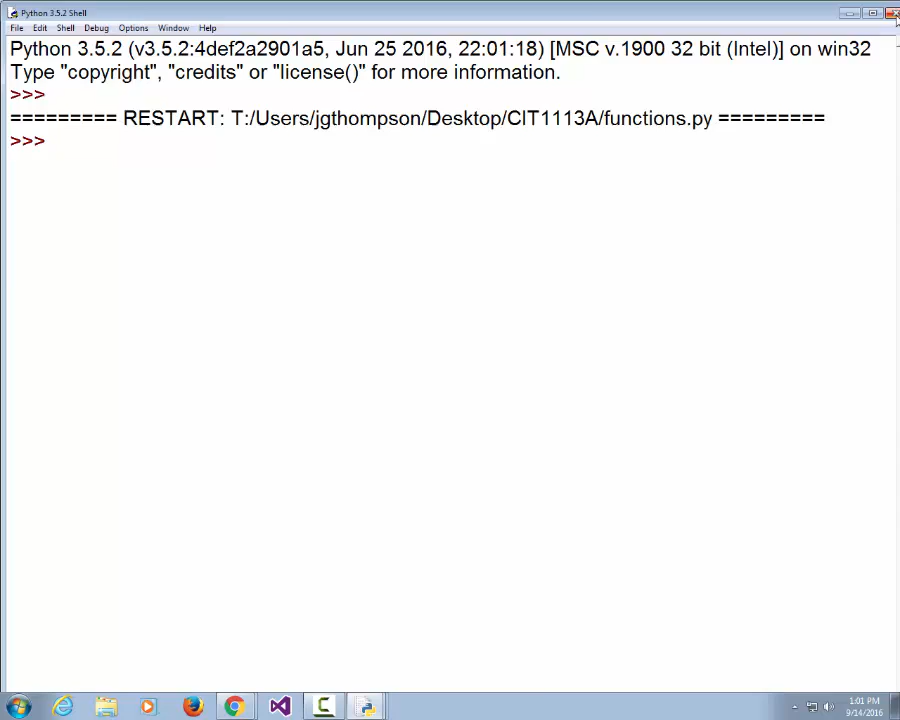 Python 3.5.2 Shell
File Edit Shell Debug Options Window Help
Python 3.5.2 (v3.5.2:4def2a2901a5, Jun 25 2016, 22:01:18) [MSC v.1900 32 bit (Intel)] on win32
Type "copyright", "credits" or "license()" for more information.
>>>
========= RESTART: T:/Users/jgthompson/Desktop/CIT1113A/functions.py =========
>>>
1:01 PM
9/14/2016